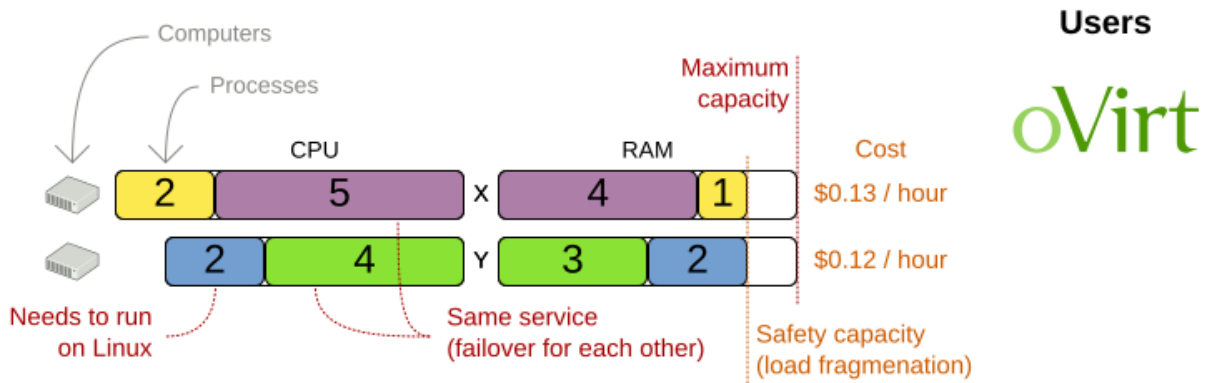 Users
Computers
oVirt
Maximum
capacity
Processes
CPU
RAM
Cost
2
5
X
4
1
$0.13 / hour
2
4
Y
3
2
$0.12 / hour
Needs to run
on Linux
Same service
(failover for each other)
Safety capacity
(load fragmenation)